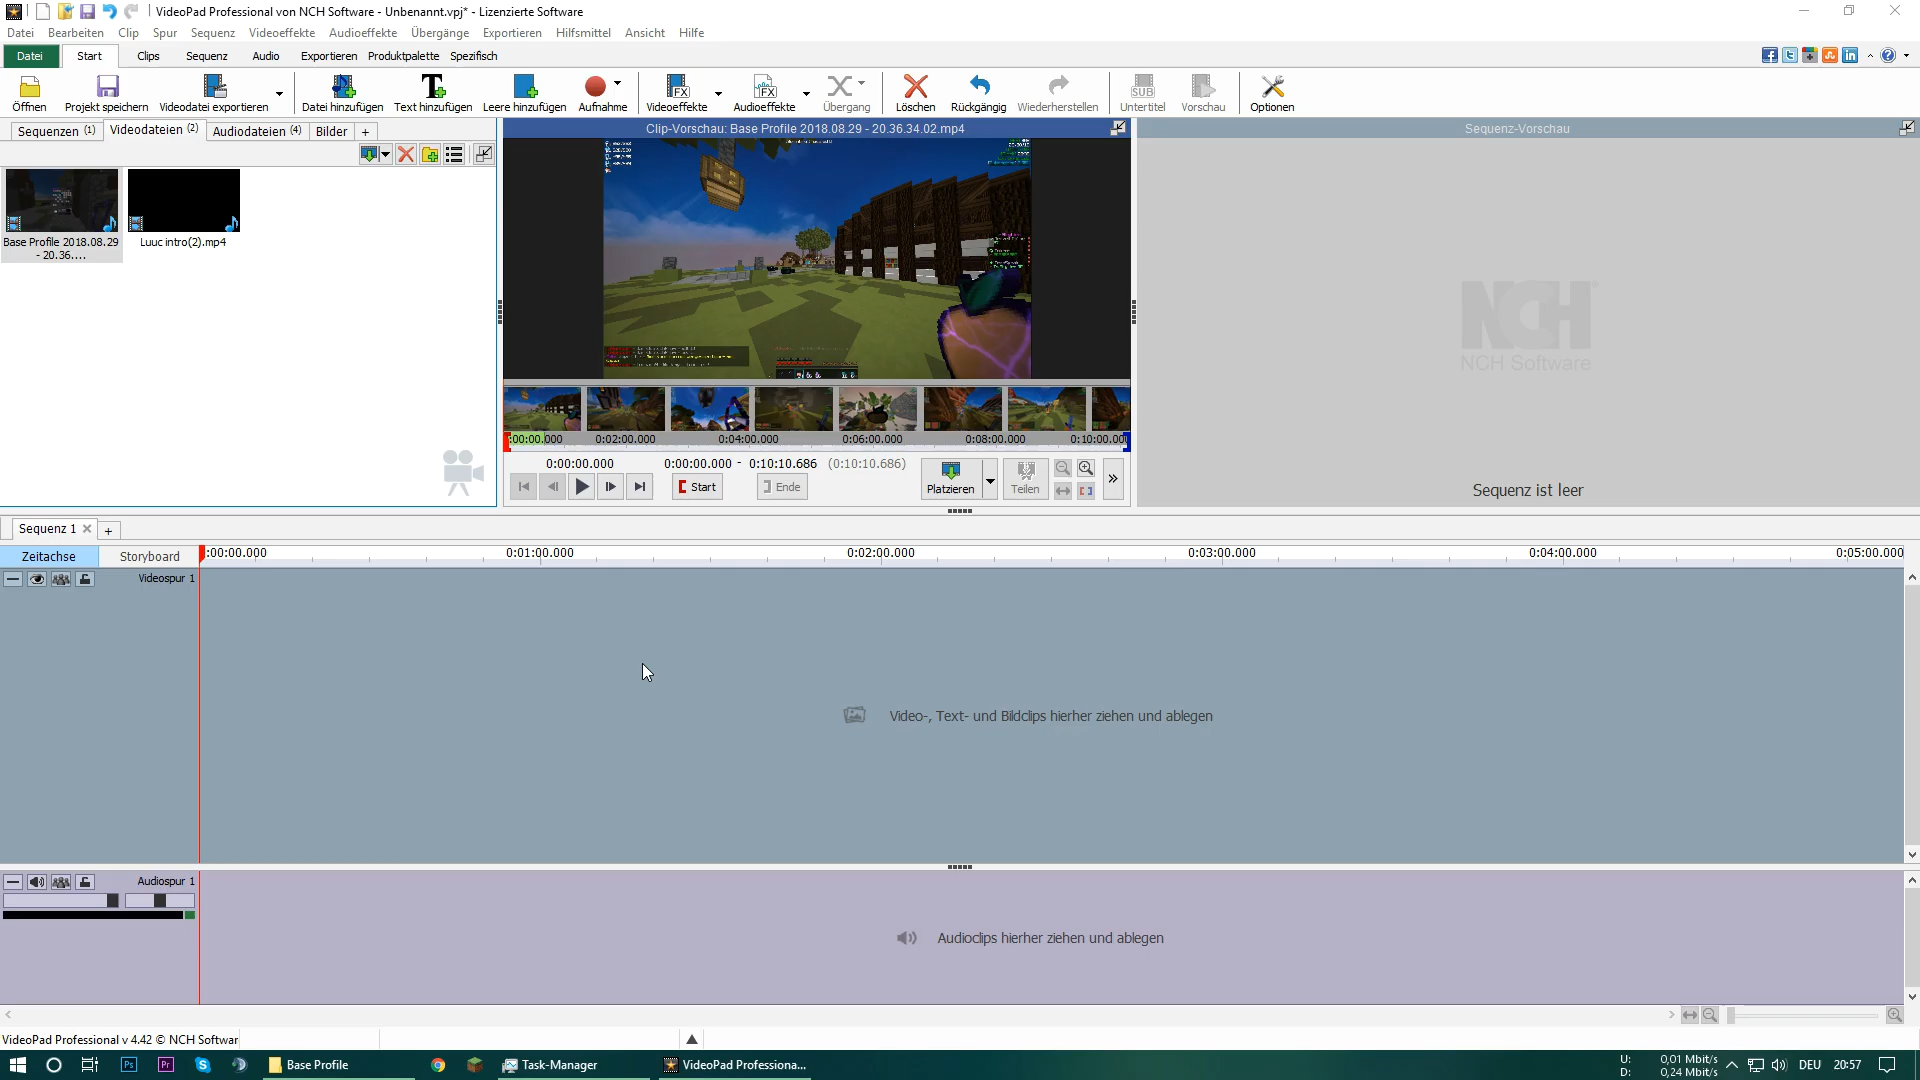 VideoPad Professional von NCH Software - Unbenannt.vpj* - Lizenzierte Software
Datei Bearbeiten Clip Spur Sequenz Videoeffekte Audioeffekte Übergänge Exportieren Hilfsmittel Ansicht Hilfe
Datei Start Clips Sequenz Audio Exportieren Produktpalette Spezifisch
Öffnen Projekt speichern Videodatei exportieren Datei hinzufügen Text hinzufügen Leere hinzufügen Aufnahme Videoeffekte Audioeffekte Übergang Löschen Rückgängig Wiederherstellen Untertitel Vorschau Optionen
Sequenzen (1) Videodateien (2) Audiodateien (4) Bilder +
Base Profile 2018.08.29 - 20.36....
Luuc intro(2).mp4
Clip-Vorschau: Base Profile 2018.08.29 - 20.36.34.02.mp4
:00:00.000 0:02:00.000 0:04:00.000 0:06:00.000 0:08:00.000 0:10:00.00
0:00:00.000 0:00:00.000 - 0:10:10.686 (0:10:10.686)
Start Ende Platzieren Teilen
Sequenz-Vorschau
NCH
NCH Software
Sequenz ist leer
Sequenz 1
Zeitachse Storyboard :00:00.000 0:01:00.000 0:02:00.000 0:03:00.000 0:04:00.000 0:05:00.000
Videospur 1
Video-, Text- und Bildclips hierher ziehen und ablegen
Audiospur 1
Audioclips hierher ziehen und ablegen
VideoPad Professional v 4.42 © NCH Softwar
Base Profile Task-Manager VideoPad Professiona...
U: 0,01 Mbit/s
D: 0,24 Mbit/s
DEU 20:57